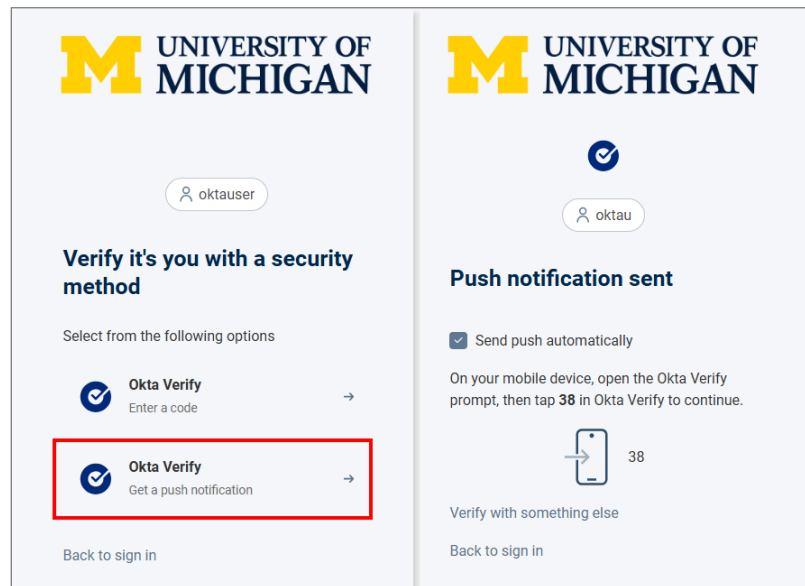 UNIVERSITY OF
MICHIGAN
oktauser
Verify it's you with a security
method
Select from the following options
Okta Verify
Enter a code
Okta Verify
Get a push notification
Back to sign in
UNIVERSITY OF
MICHIGAN
oktau
Push notification sent
Send push automatically
On your mobile device, open the Okta Verify
prompt, then tap 38 in Okta Verify to continue.
38
Verify with something else
Back to sign in